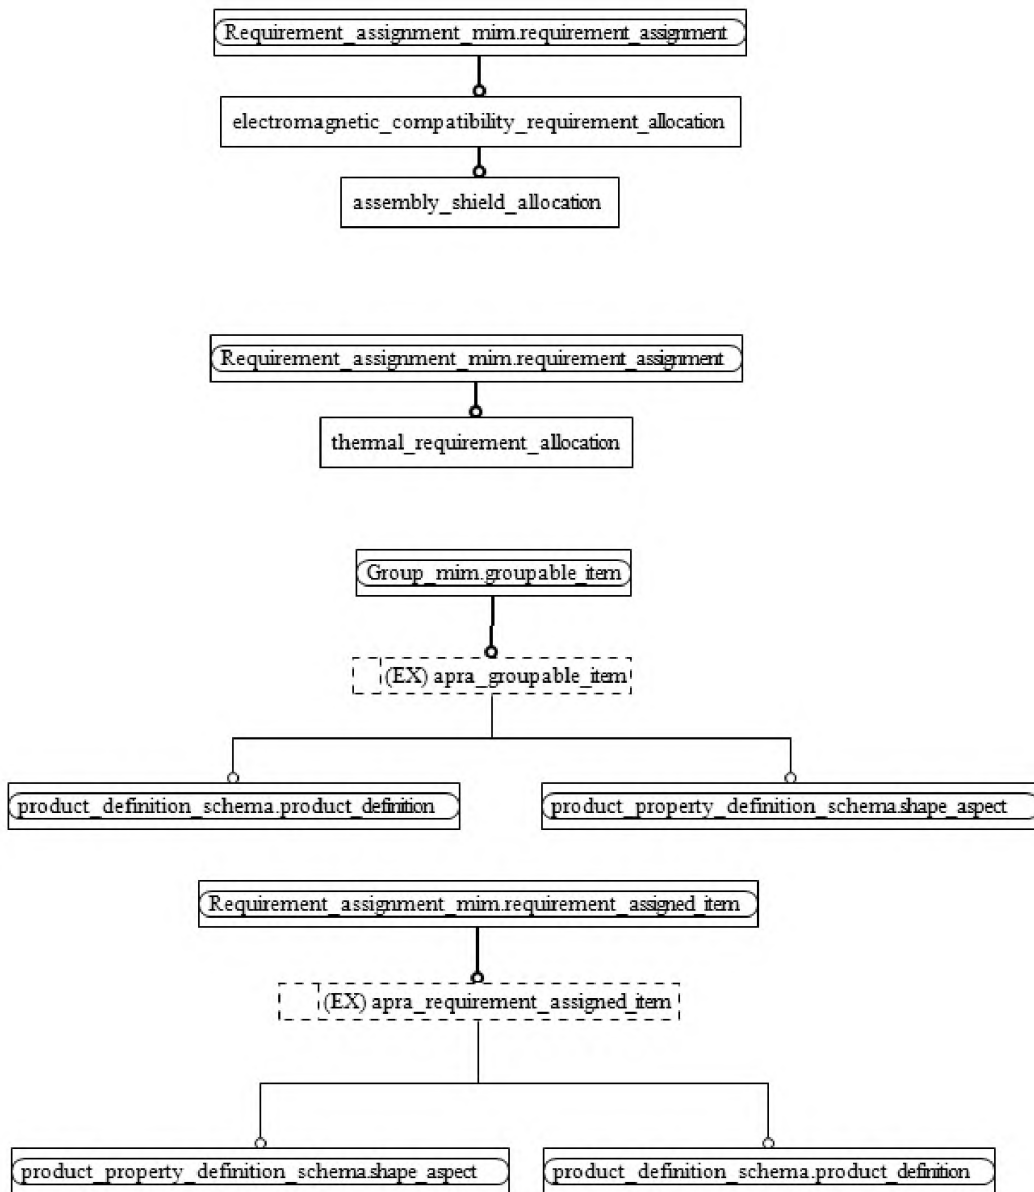 Requirement_assignment_mim.requirement_assignment
electromagnetic_compatibility_requirement_allocation
assembly_shield_allocation
Requirement_assignment_mim.requirement_assignment
thermal_requirement_allocation
Group_mim.groupable_item
(EX) apra_groupable_item
product_definition_schema.product_definition product_property_definition_schema.shape_aspect
Requirement_assignment_mim.requirement_assigned_item
(EX) apra_requirement_assigned_item
product_property_definition_schema.shape_aspect product_definition_schema.product_definition